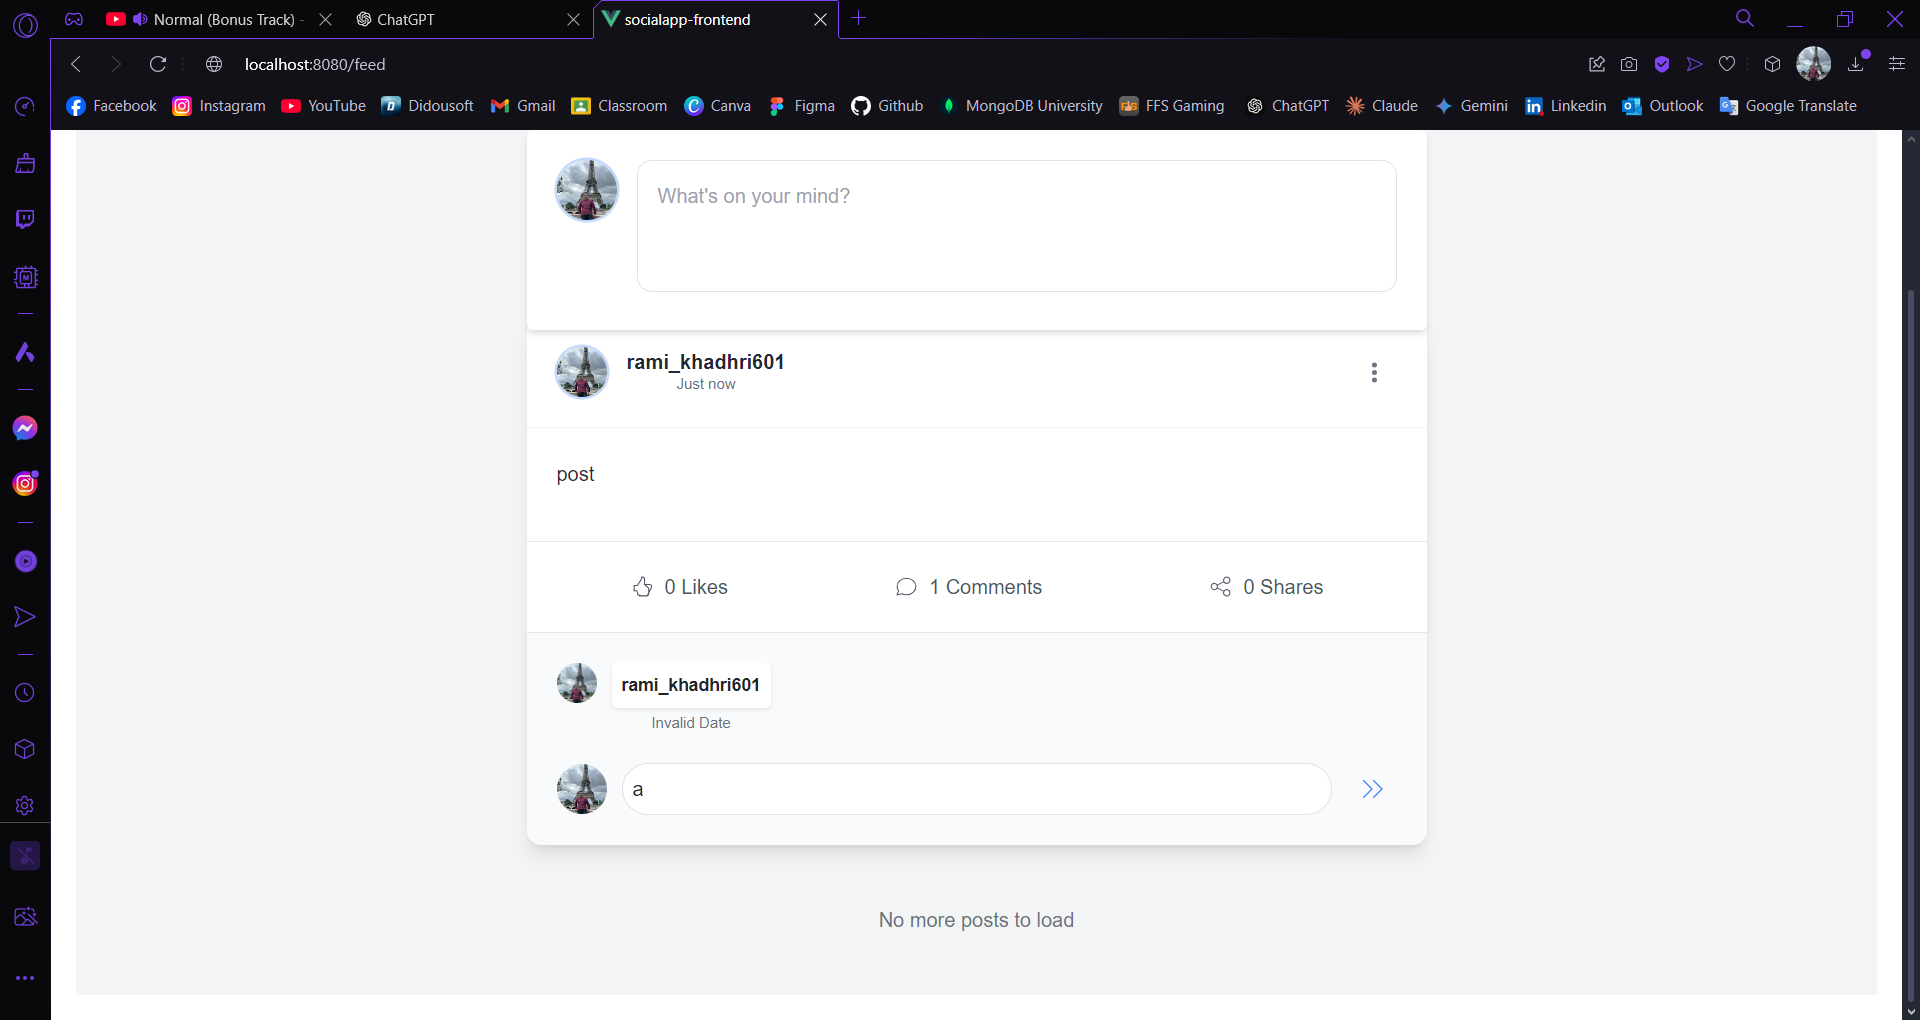 Normal (Bonus Track) -
ChatGPT
socialapp-frontend
localhost:8080/feed
Facebook
Instagram
YouTube
Didousoft
Gmail
Classroom
Canva
Figma
Github
MongoDB University
FFS Gaming
ChatGPT
Claude
Gemini
Linkedin
Outlook
Google Translate
What's on your mind?
rami_khadhri601
Just now
post
0 Likes
1 Comments
0 Shares
rami_khadhri601
Invalid Date
a
No more posts to load